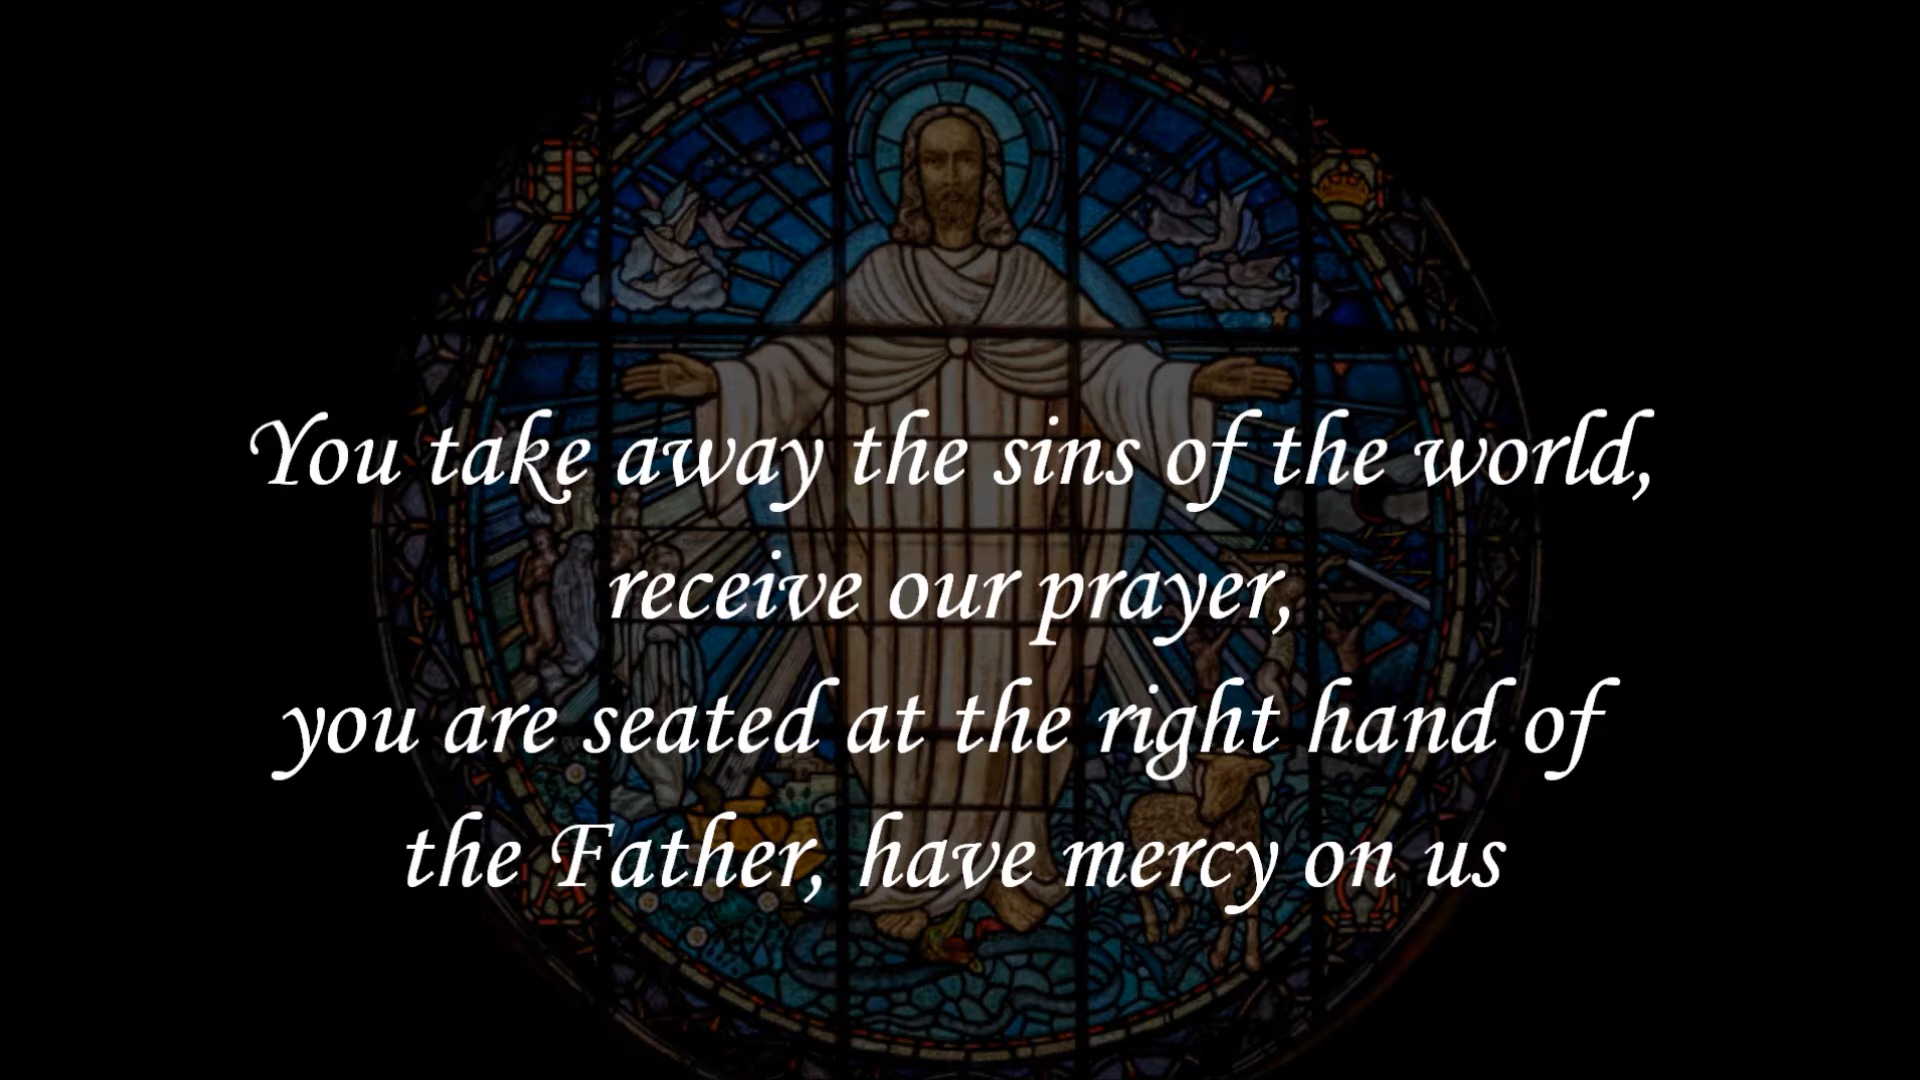 You take away the sins of the world,
receive our prayer,
you are seated at the right hand of
the Father, have mercy on us